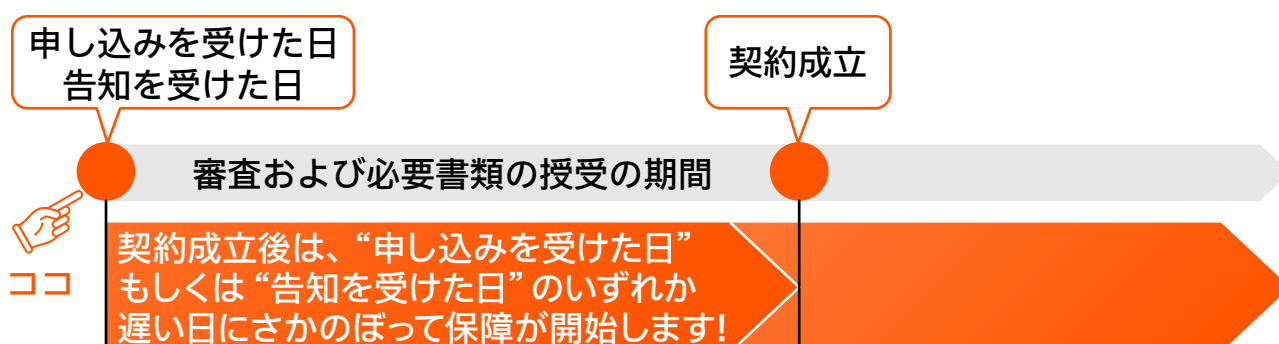 申し込みを受けた日
告知を受けた日
契約成立
審査および必要書類の授受の期間
ココ
契約成立後は、“申し込みを受けた日”
もしくは“告知を受けた日”のいずれか
遅い日にさかのぼって保障が開始します!